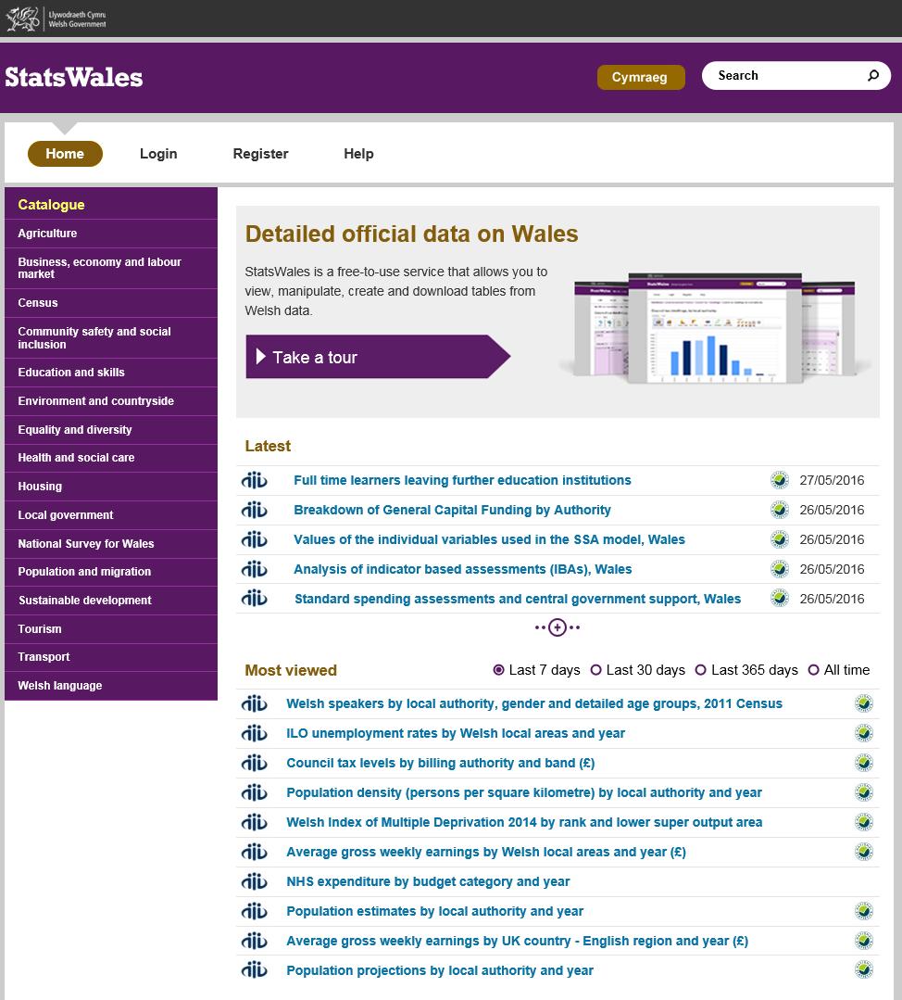 Llywodraeth Cymru
Welsh Government
StatsWales
Cymraeg
Search
Home
Login
Register
Help
Catalogue
Agriculture
Business, economy and labour
market
Census
Community safety and social
inclusion
Education and skills
Environment and countryside
Equality and diversity
Health and social care
Housing
Local government
National Survey for Wales
Population and migration
Sustainable development
Tourism
Transport
Welsh language
Detailed official data on Wales
StatsWales is a free-to-use service that allows you to
view, manipulate, create and download tables from
Welsh data.
Take a tour
Latest
Full time learners leaving further education institutions 27/05/2016
Breakdown of General Capital Funding by Authority 26/05/2016
Values of the individual variables used in the SSA model, Wales 26/05/2016
Analysis of indicator based assessments (IBAs), Wales 26/05/2016
Standard spending assessments and central government support, Wales 26/05/2016
Most viewed
Last 7 days Last 30 days Last 365 days All time
Welsh speakers by local authority, gender and detailed age groups, 2011 Census
ILO unemployment rates by Welsh local areas and year
Council tax levels by billing authority and band (£)
Population density (persons per square kilometre) by local authority and year
Welsh Index of Multiple Deprivation 2014 by rank and lower super output area
Average gross weekly earnings by Welsh local areas and year (£)
NHS expenditure by budget category and year
Population estimates by local authority and year
Average gross weekly earnings by UK country - English region and year (£)
Population projections by local authority and year